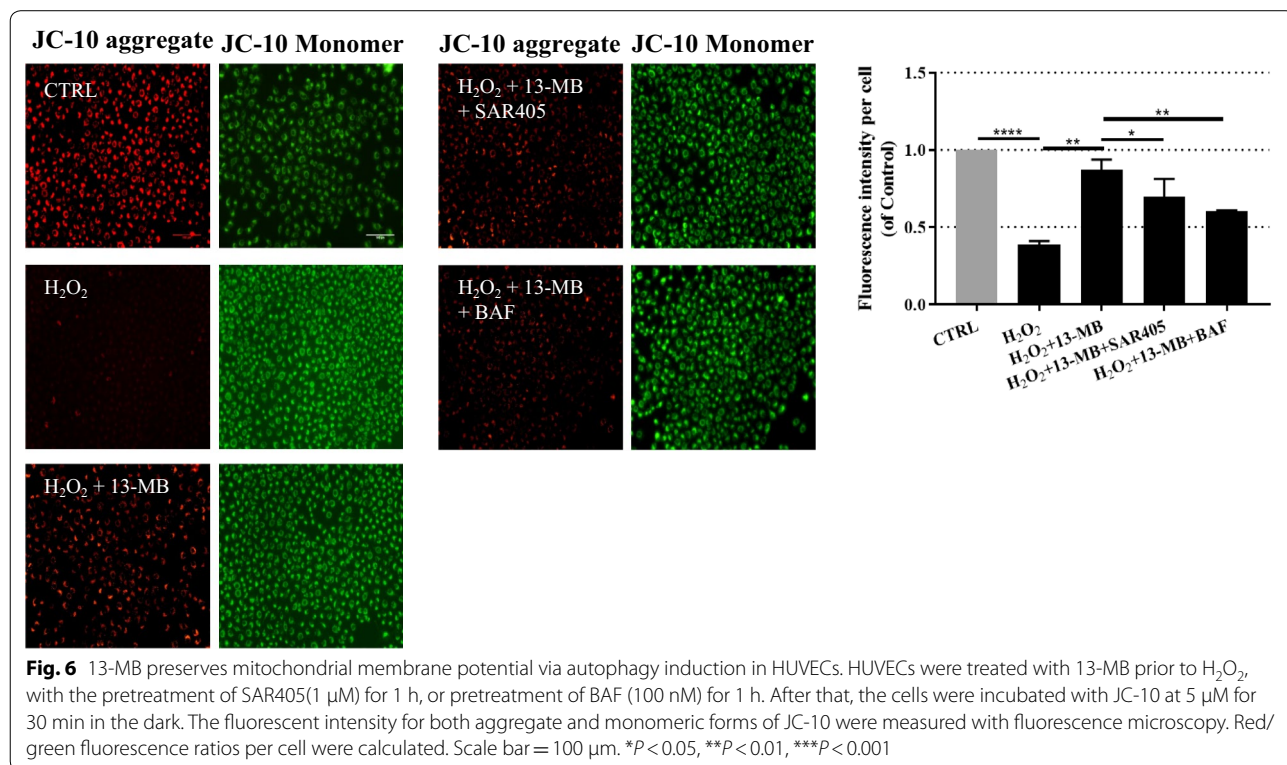 JC-10 aggregate JC-10 Monomer
CTRL
H₂O₂
H₂O₂ + 13-MB
JC-10 aggregate JC-10 Monomer
H₂O₂ + 13-MB
+ SAR405
H₂O₂ + 13-MB
+ BAF
Fluorescence intensity per cell
(of Control)
1.5
1.0
0.5
0.0
****
**
*
**
CTRL
H₂O₂
H₂O₂+13-MB
H₂O₂+13-MB+SAR405
H₂O₂+13-MB+BAF
Fig. 6 13-MB preserves mitochondrial membrane potential via autophagy induction in HUVECs. HUVECs were treated with 13-MB prior to H₂O₂,
with the pretreatment of SAR405(1 μM) for 1 h, or pretreatment of BAF (100 nM) for 1 h. After that, the cells were incubated with JC-10 at 5 μM for
30 min in the dark. The fluorescent intensity for both aggregate and monomeric forms of JC-10 were measured with fluorescence microscopy. Red/
green fluorescence ratios per cell were calculated. Scale bar = 100 μm. *P < 0.05, **P < 0.01, ***P < 0.001